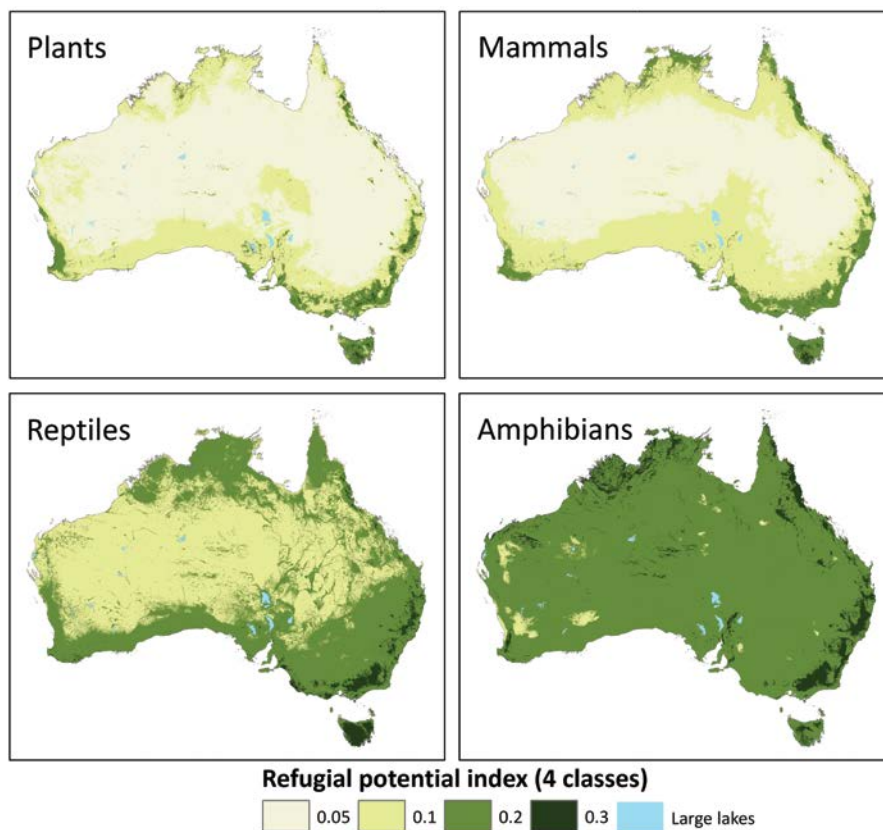 Plants
Mammals
Reptiles
Amphibians
Refugial potential index (4 classes)
0.05 0.1 0.2 0.3 Large lakes